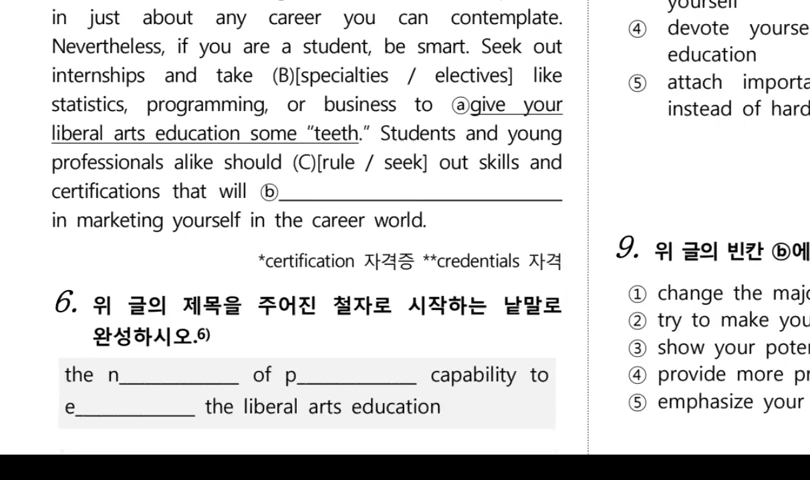 in just about any career you can contemplate.
Nevertheless, if you are a student, be smart. Seek out
internships and take (B)[specialties / electives] like
statistics, programming, or business to ⓐgive your
liberal arts education some “teeth.” Students and young
professionals alike should (C)[rule / seek] out skills and
certifications that will ⓑ____________________
in marketing yourself in the career world.
*certification 자격증 **credentials 자격
6. 위 글의 제목을 주어진 철자로 시작하는 낱말로
완성하시오.6)
the n__________ of p__________ capability to
e__________ the liberal arts education
yourself
④ devote yourse
education
⑤ attach importa
instead of hard
9. 위 글의 빈칸 ⓑ에
① change the majo
② try to make you
③ show your poter
④ provide more pr
⑤ emphasize your